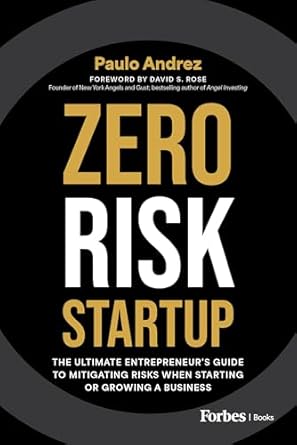 Paulo Andrez
FOREWORD BY DAVID S. ROSE
Founder of New York Angels and Gust; bestselling author of Angel Investing
ZERO
RISK
STARTUP
THE ULTIMATE ENTREPRENEUR'S GUIDE
TO MITIGATING RISKS WHEN STARTING
OR GROWING A BUSINESS
Forbes | Books